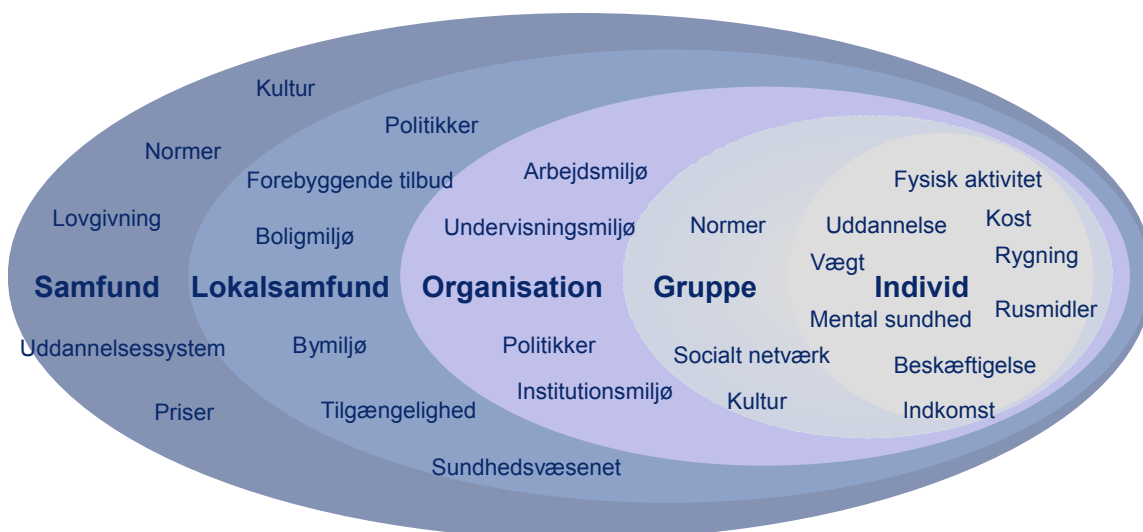 Kultur
Normer
Lovgivning
Samfund
Uddannelsessystem
Priser
Politikker
Forebyggende tilbud
Boligmiljø
Lokalsamfund
Bymiljø
Tilgængelighed
Sundhedsvæsenet
Arbejdsmiljø
Undervisningsmiljø
Organisation
Politikker
Institutionsmiljø
Normer
Gruppe
Socialt netværk
Kultur
Fysisk aktivitet
Uddannelse
Kost
Vægt
Rygning
Individ
Rusmidler
Mental sundhed
Beskæftigelse
Indkomst